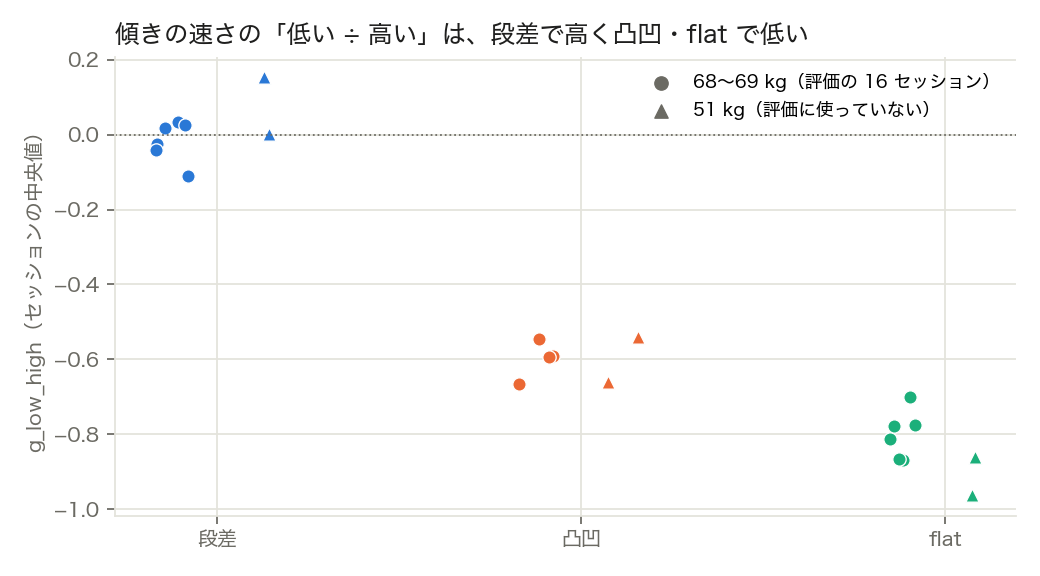 傾きの速さの「低い ÷ 高い」は、段差で高く凸凹・flat で低い
68〜69 kg（評価の 16 セッション）
51 kg（評価に使っていない）
g_low_high（セッションの中央値）
0.2
0.0
−0.2
−0.4
−0.6
−0.8
−1.0
段差
凸凹
flat